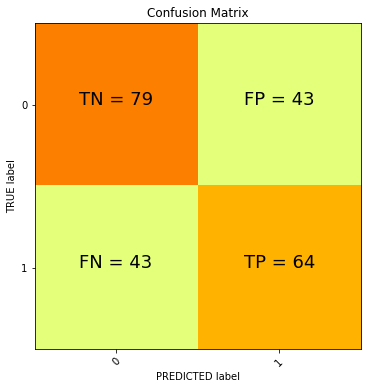 Confusion Matrix
TRUE label
0
TN = 79
FP = 43
1
FN = 43
TP = 64
0
1
PREDICTED label